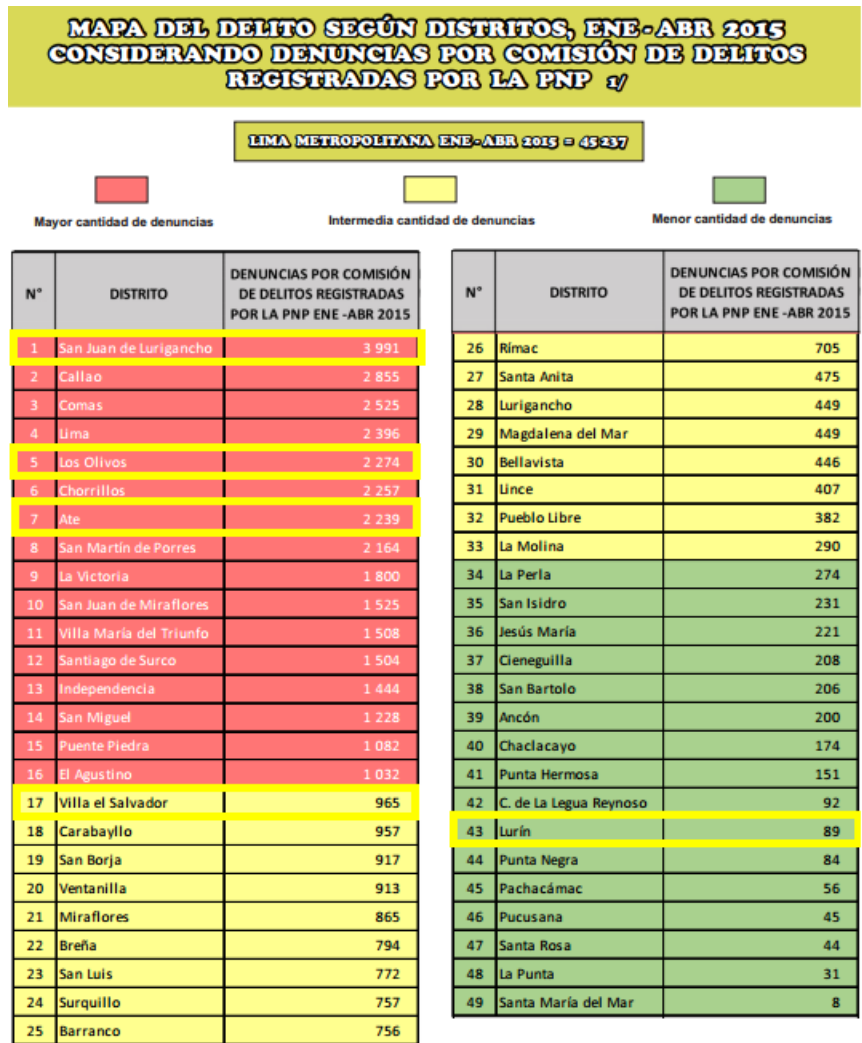 MAPA DEL DELITO SEGÚN DISTRITOS, ENE-ABR 2015
CONSIDERANDO DENUNCIAS POR COMISIÓN DE DELITOS
REGISTRADAS POR LA PNP 1/
LIMA METROPOLITANA ENE-ABR 2015 = 45 237
Mayor cantidad de denuncias
Intermedia cantidad de denuncias
Menor cantidad de denuncias
N° DISTRITO DENUNCIAS POR COMISIÓN
DE DELITOS REGISTRADAS
POR LA PNP ENE -ABR 2015
1 San Juan de Lurigancho 3 991
2 Callao 2 855
3 Comas 2 525
4 Lima 2 396
5 Los Olivos 2 274
6 Chorrillos 2 257
7 Ate 2 239
8 San Martín de Porres 2 164
9 La Victoria 1 800
10 San Juan de Miraflores 1 525
11 Villa María del Triunfo 1 508
12 Santiago de Surco 1 504
13 Independencia 1 444
14 San Miguel 1 228
15 Puente Piedra 1 082
16 El Agustino 1 032
17 Villa el Salvador 965
18 Carabayllo 957
19 San Borja 917
20 Ventanilla 913
21 Miraflores 865
22 Breña 794
23 San Luis 772
24 Surquillo 757
25 Barranco 756
N° DISTRITO DENUNCIAS POR COMISIÓN
DE DELITOS REGISTRADAS
POR LA PNP ENE -ABR 2015
26 Rímac 705
27 Santa Anita 475
28 Lurigancho 449
29 Magdalena del Mar 449
30 Bellavista 446
31 Lince 407
32 Pueblo Libre 382
33 La Molina 290
34 La Perla 274
35 San Isidro 231
36 Jesús María 221
37 Cieneguilla 208
38 San Bartolo 206
39 Ancón 200
40 Chaclacayo 174
41 Punta Hermosa 151
42 C. de La Legua Reynoso 92
43 Lurín 89
44 Punta Negra 84
45 Pachacámac 56
46 Pucusana 45
47 Santa Rosa 44
48 La Punta 31
49 Santa María del Mar 8